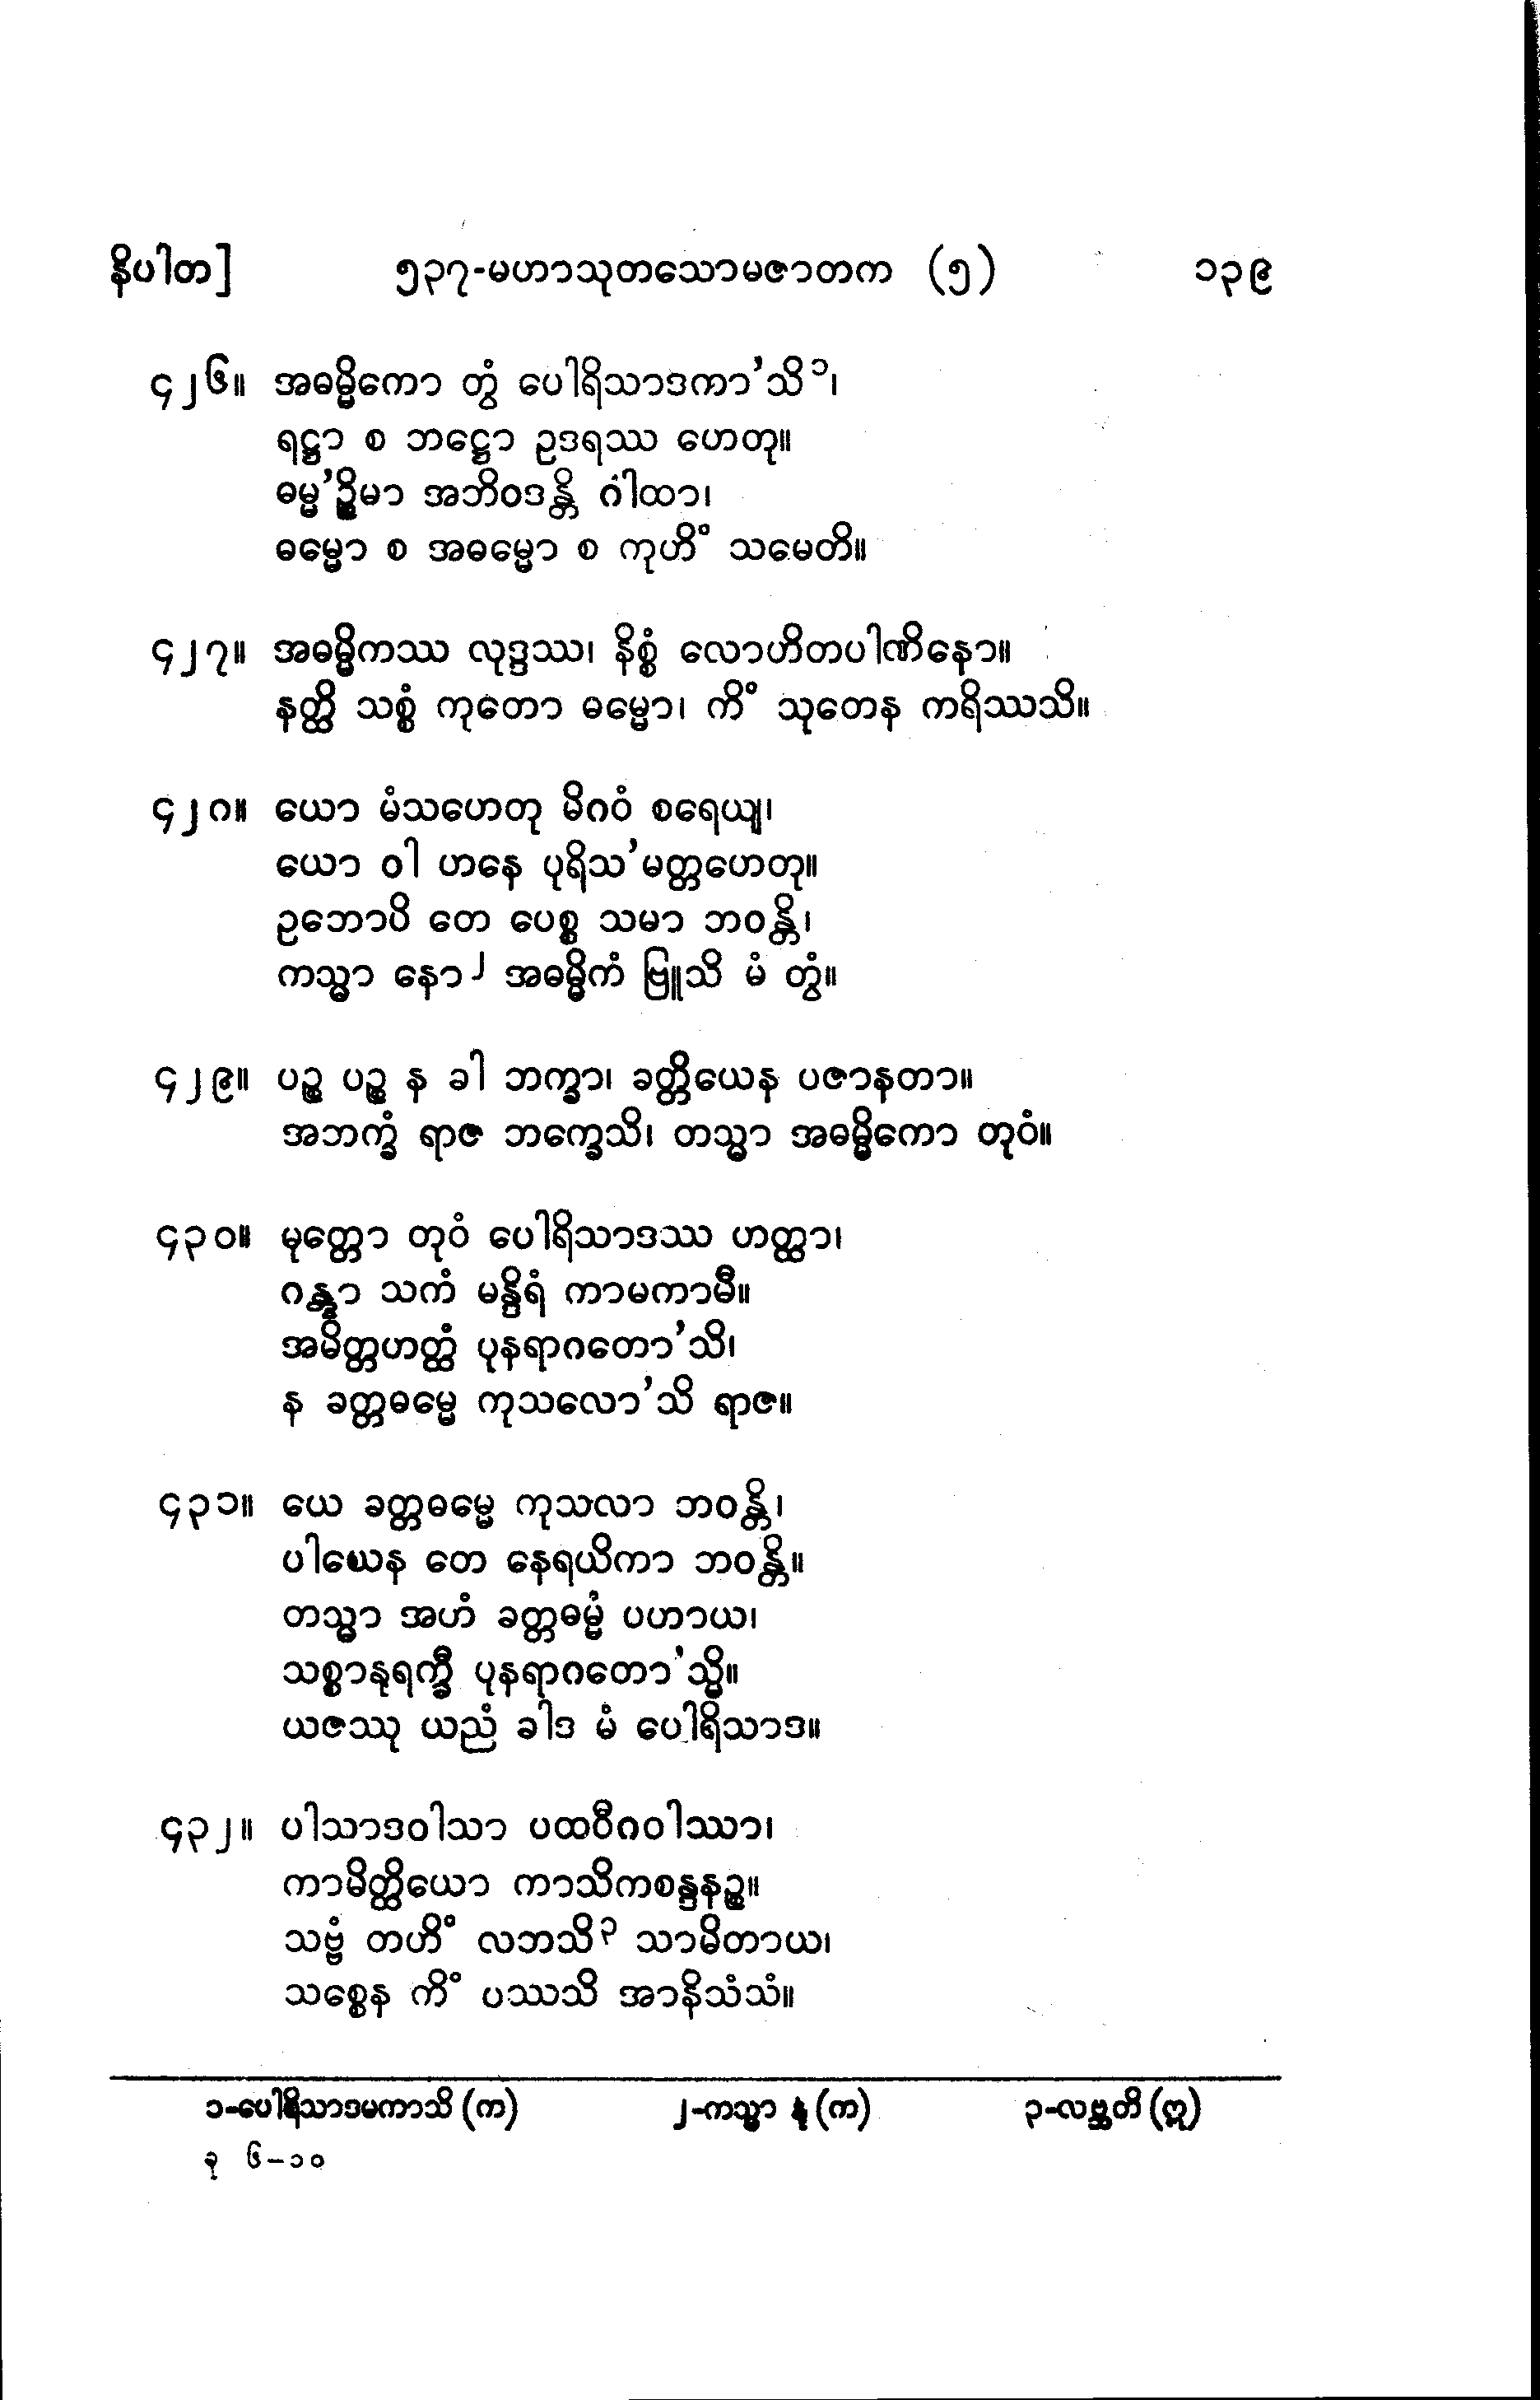 နိပါတ] ၅၃၇-မဟာသုတသောမဇာတက (၅) ၁၃၉
၄၂၆။ အဓမ္မိကော တွံ ပေါရိသာဒကာ’သိ၁၊
ရဋ္ဌာ စ ဘဋ္ဌော ဥဒရဿ ဟေတု။
ဓမ္မ’ဉ္စိမာ အဘိဝဒန္တိ ဂါထာ၊
ဓမ္မော စ အဓမ္မော စ ကုဟိံ သမေတိ။
၄၂၇။ အဓမ္မိကဿ လုဒ္ဒဿ၊ နိစ္စံ လောဟိတပါဏိနော။
နတ္ထိ သစ္စံ ကုတော ဓမ္မော၊ ကိံ သုတေန ကရိဿသိ။
၄၂၈။ ယော မံသဟေတု မိဂဝံ စရေယျ၊
ယော ဝါ ဟနေ ပုရိသ’မတ္တဟေတု။
ဥဘောပိ တေ ပေစ္စ သမာ ဘဝန္တိ၊
ကသ္မာ နော၂ အဓမ္မိကံ ဗြူသိ မံ တွံ။
၄၂၉။ ပဉ္စ ပဉ္စ န ခါ ဘက္ခာ၊ ခတ္တိယေန ပဇာနတာ။
အဘက္ခံ ရာဇ ဘက္ခေသိ၊ တသ္မာ အဓမ္မိကော တုဝံ။
၄၃၀။ မုတ္တော တုဝံ ပေါရိသာဒဿ ဟတ္ထာ၊
ဂန္တွာ သကံ မန္ဒိရံ ကာမကာမီ။
အမိတ္တဟတ္ထံ ပုနရာဂတော’သိ၊
န ခတ္တဓမ္မေ ကုသလော’သိ ရာဇ။
၄၃၁။ ယေ ခတ္တဓမ္မေ ကုသလာ ဘဝန္တိ၊
ပါယေန တေ နေရယိကာ ဘဝန္တိ။
တသ္မာ အဟံ ခတ္တဓမ္မံ ပဟာယ၊
သစ္စာနုရက္ခီ ပုနရာဂတော’သ္မိ။
ယဇဿု ယညံ ခါဒ မံ ပေါရိသာဒ။
၄၃၂။ ပါသာဒဝါသာ ပထဝီဂဝါဿာ၊
ကာမိတ္ထိယော ကာသိကစန္ဒနဉ္စ။
သဗ္ဗံ တဟိံ လဘသိ၃ သာမိတာယ၊
သစ္စေန ကိံ ပဿသိ အာနိသံသံ။
၁-ပေါရိသာဒမကာသိ (က) ၂-ကသ္မာ နု (က) ၃-လဗ္ဘတိ (ဣ)
ခု ၆-၁၀